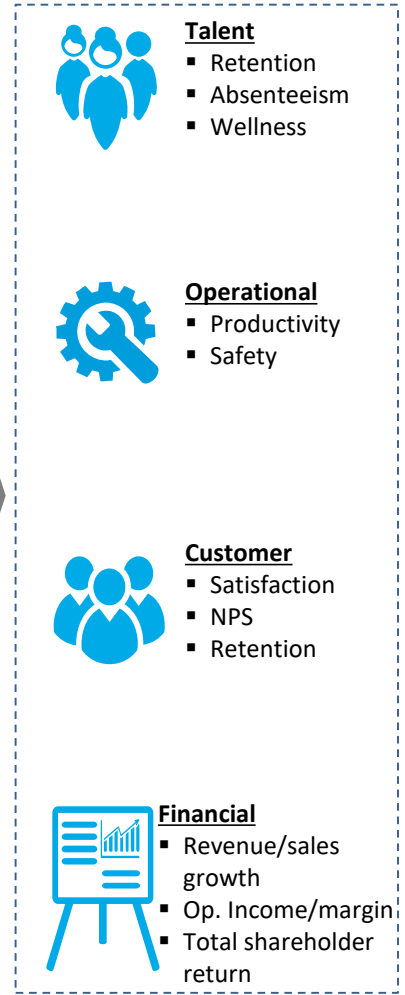 Talent
▪ Retention
▪ Absenteeism
▪ Wellness
Operational
▪ Productivity
▪ Safety
Customer
▪ Satisfaction
▪ NPS
▪ Retention
Financial
▪ Revenue/sales
growth
▪ Op. Income/margin
▪ Total shareholder
return